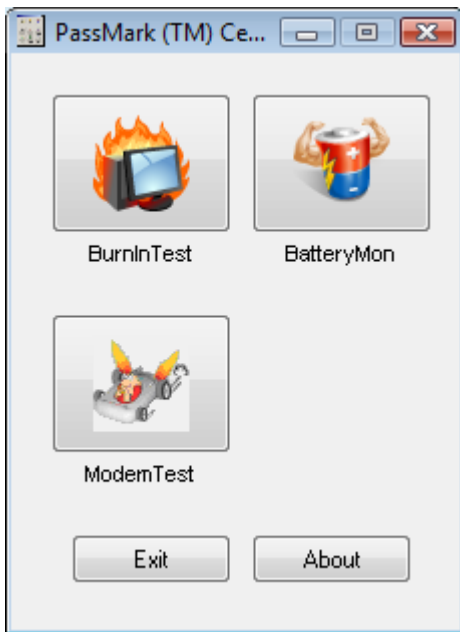 PassMark (TM) Ce...
BurnInTest
BatteryMon
ModemTest
Exit
About